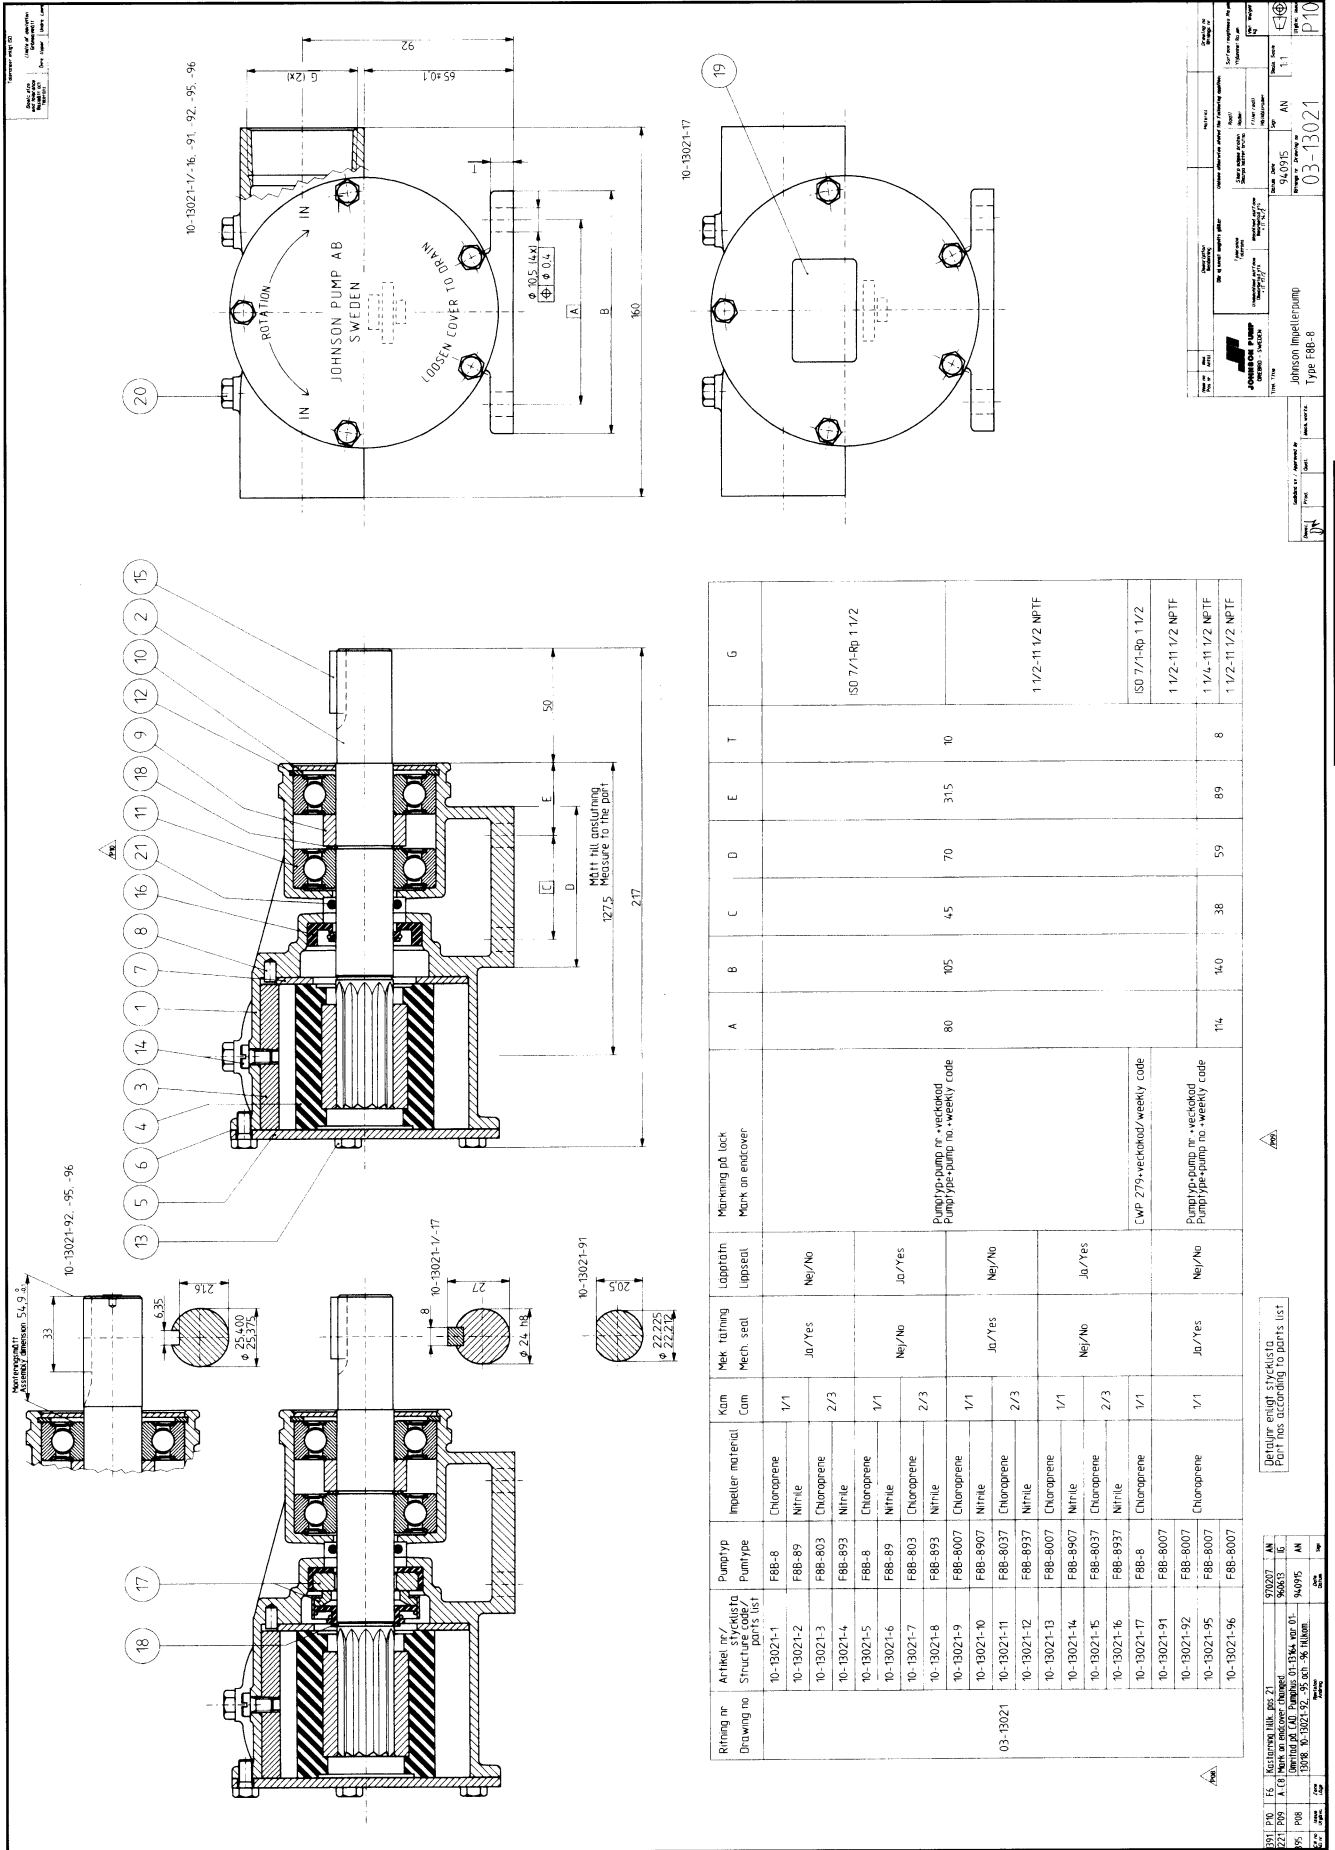 10-13021-1/-16, -91, -92, -95, -96
92
G (2x)
65±0,1
ROTATION
IN
IN
JOHNSON PUMP AB
SWEDEN
LOOSEN COVER TO DRAIN
T
φ 10,5 (4x)
φ 0,4
A
B
160
20
10-13021-17
19
15
2
10
12
9
18
11
21
16
8
7
1
14
3
4
6
5
13
50
E
C
D
127,5
Mått till anslutning
Measure to the port
217
10-13021-92, -95, -96
Monteringsmått
Assembly dimension 54,9
33
6,35
21,6
φ 25,400
25,375
10-13021-1/-17
8
27
φ 24 h8
10-13021-91
20,5
φ 22,225
22,212
17
18
Ritning nr
Drawing no
Artikel nr/
stycklista
Structure code/
parts list
Pumptyp
Pumtype
Impeller material
Kam
Cam
Mek tätning
Mech. seal
Läpptätn
Lippseal
Märkning på lock
Mark on endcover
A
B
C
D
E
T
G
03-13021
10-13021-1 F8B-8 Chloroprene 1/1 Ja/Yes Nej/No
10-13021-2 F8B-89 Nitrile
10-13021-3 F8B-803 Chloroprene 2/3
10-13021-4 F8B-893 Nitrile
10-13021-5 F8B-8 Chloroprene 1/1 Nej/No Ja/Yes
10-13021-6 F8B-89 Nitrile
10-13021-7 F8B-803 Chloroprene 2/3
10-13021-8 F8B-893 Nitrile
10-13021-9 F8B-8007 Chloroprene 1/1 Ja/Yes Nej/No
10-13021-10 F8B-8907 Nitrile
10-13021-11 F8B-8037 Chloroprene 2/3
10-13021-12 F8B-8937 Nitrile
10-13021-13 F8B-8007 Chloroprene 1/1 Nej/No Ja/Yes
10-13021-14 F8B-8907 Nitrile
10-13021-15 F8B-8037 Chloroprene 2/3
10-13021-16 F8B-8937 Nitrile
10-13021-17 F8B-8 Chloroprene 1/1
10-13021-91 F8B-8007 Chloroprene 1/1 Ja/Yes Nej/No
10-13021-92 F8B-8007
10-13021-95 F8B-8007
10-13021-96 F8B-8007
Pumptyp+pump nr +veckokod
Pumptype+pump no.+weekly code
CWP 279+veckokod/weekly code
Pumptyp+pump nr +veckokod
Pumptype+pump no.+weekly code
80 105 45 70 31,5 10
114 140 38 59 89 8
ISO 7/1-Rp 1 1/2
1 1/2-11 1/2 NPTF
ISO 7/1-Rp 1 1/2
1 1/2-11 1/2 NPTF
1 1/4-11 1/2 NPTF
1 1/2-11 1/2 NPTF
Detaljnr enligt stycklista
Part nos according to parts list
391 P10 F6 Kastarring tillk. pos 21 970207 AN
221 P09 A-C8 Mark on endcover changed 960613 IG
395 P08 940915 AN
JOHNSON PUMP
ÖREBRO - SWEDEN
Johnson Impellerpump
Type F8B-8
940915
AN
1:1
03-13021
P10